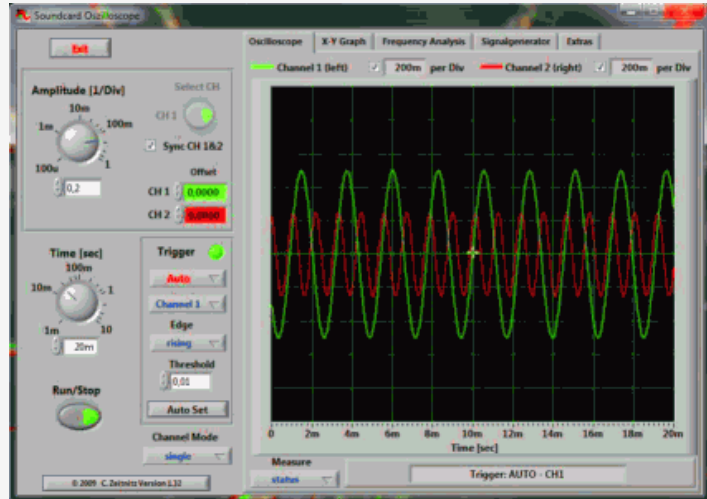 Soundcard Oszilloscope
Exit
Amplitude [1/Div]
10m
1m
100m
100u
1
0,2
Select CH
CH 1
Sync CH 1&2
Offset
CH 1
0,0000
CH 2
0,0000
Time [sec]
100m
10m
1
1m
10
20m
Run/Stop
Trigger
Auto
Channel 1
Edge
rising
Threshold
0,01
Auto Set
Channel Mode
single
© 2009 C. Zeitnitz Version 1.32
Oscilloscope
X-Y Graph
Frequency Analysis
Signalgenerator
Extras
Channel 1 (left) 200m per Div Channel 2 (right) 200m per Div
0 2m 4m 6m 8m 10m 12m 14m 16m 18m 20m
Time [sec]
Measure
status
Trigger: AUTO - CH1